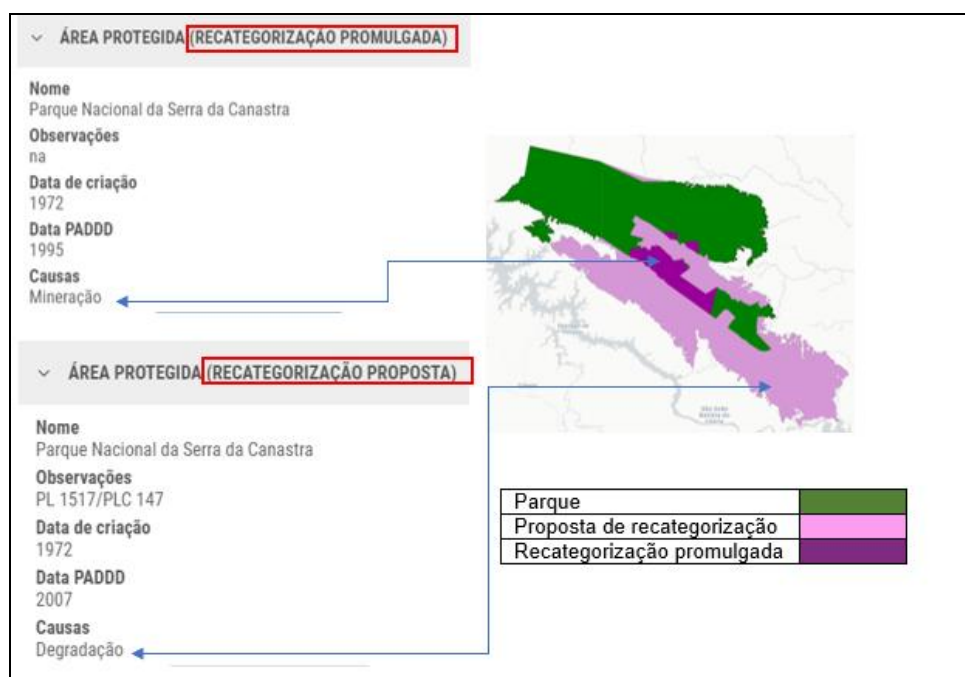 ÁREA PROTEGIDA (RECATEGORIZAÇÃO PROMULGADA)
Nome
Parque Nacional da Serra da Canastra
Observações
na
Data de criação
1972
Data PADDD
1995
Causas
Mineração
ÁREA PROTEGIDA (RECATEGORIZAÇÃO PROPOSTA)
Nome
Parque Nacional da Serra da Canastra
Observações
PL 1517/PLC 147
Data de criação
1972
Data PADDD
2007
Causas
Degradação
Parque
Proposta de recategorização
Recategorização promulgada